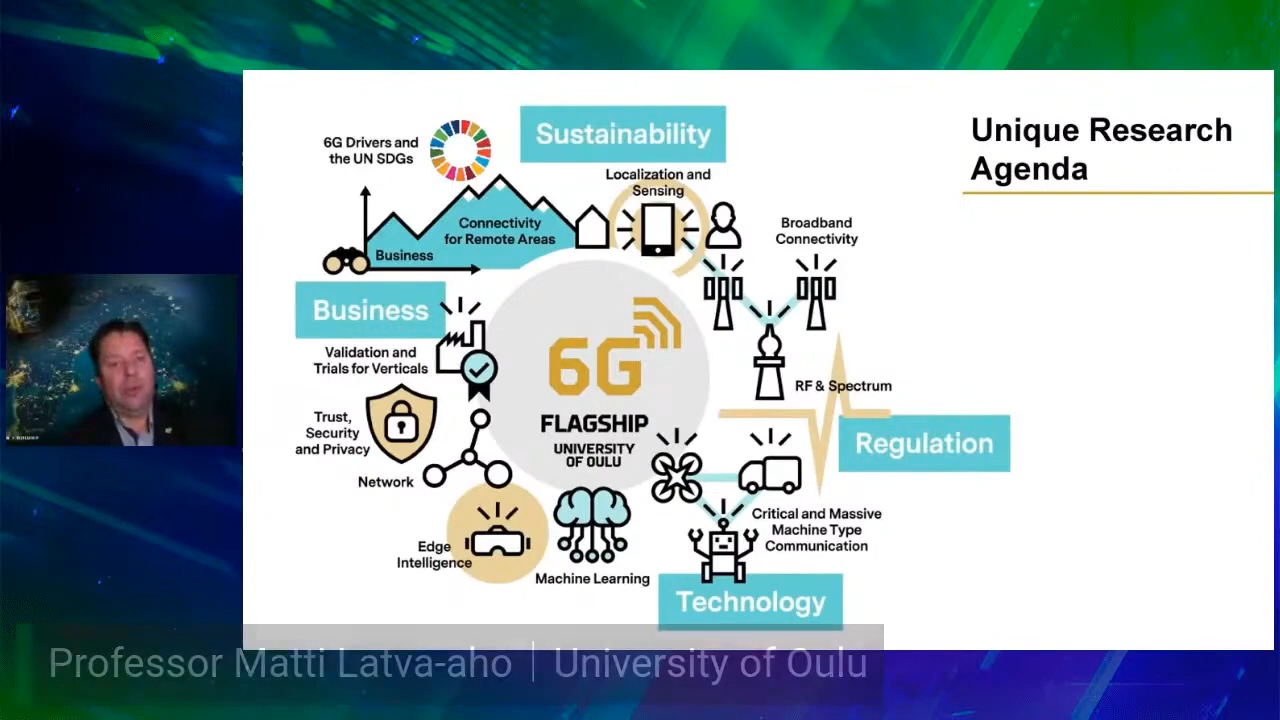 Unique Research
Agenda
Sustainability
6G Drivers and
the UN SDGs
Localization and
Sensing
Connectivity
for Remote Areas
Business
Broadband
Connectivity
Business
Validation and
Trials for Verticals
6G
FLAGSHIP
UNIVERSITY
OF OULU
RF & Spectrum
Regulation
Trust,
Security
and Privacy
Network
Edge
Intelligence
Machine Learning
Critical and Massive
Machine Type
Communication
Technology
Professor Matti Latva-aho | University of Oulu